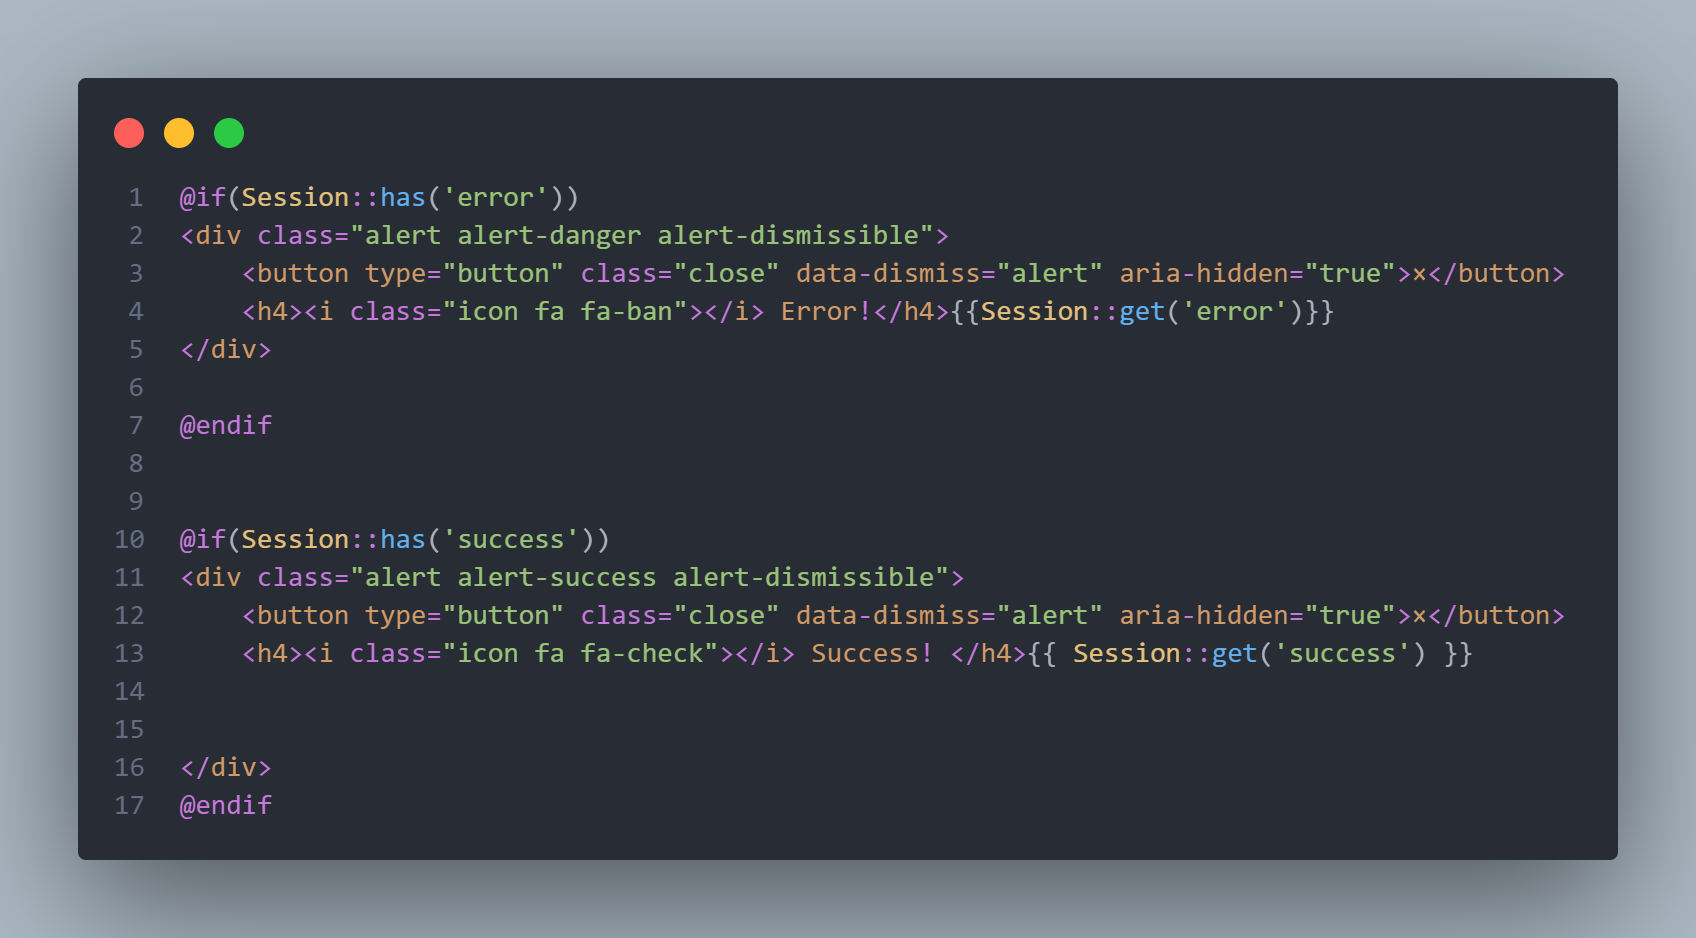 1 @if(Session::has('error'))
2 <div class="alert alert-danger alert-dismissible">
3     <button type="button" class="close" data-dismiss="alert" aria-hidden="true">×</button>
4     <h4><i class="icon fa fa-ban"></i> Error!</h4>{{Session::get('error')}}
5 </div>
6
7 @endif
8
9
10 @if(Session::has('success'))
11 <div class="alert alert-success alert-dismissible">
12     <button type="button" class="close" data-dismiss="alert" aria-hidden="true">×</button>
13     <h4><i class="icon fa fa-check"></i> Success! </h4>{{ Session::get('success') }}
14
15
16 </div>
17 @endif